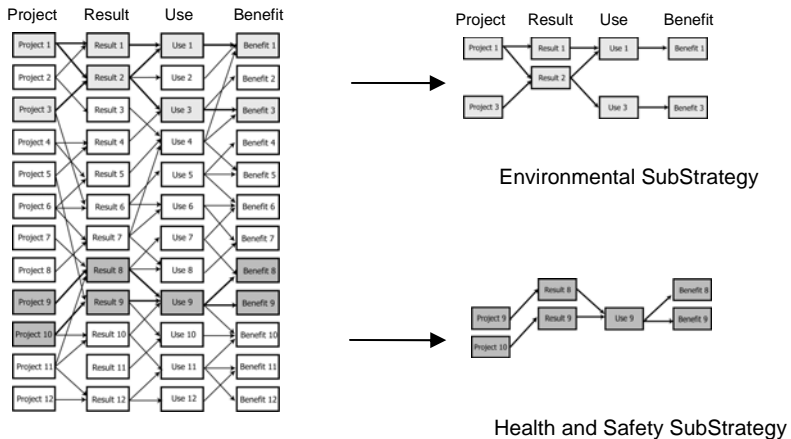 Project Result Use Benefit
Project 1 Result 1 Use 1 Benefit 1
Project 2 Result 2 Use 2 Benefit 2
Project 3 Result 3 Use 3 Benefit 3
Project 4 Result 4 Use 4 Benefit 4
Project 5 Result 5 Use 5 Benefit 5
Project 6 Result 6 Use 6 Benefit 6
Project 7 Result 7 Use 7 Benefit 7
Project 8 Result 8 Use 8 Benefit 8
Project 9 Result 9 Use 9 Benefit 9
Project 10 Result 10 Use 10 Benefit 10
Project 11 Result 11 Use 11 Benefit 11
Project 12 Result 12 Use 12 Benefit 12
Project Result Use Benefit
Project 1 Result 1 Use 1 Benefit 1
Result 2
Project 3 Use 3 Benefit 3
Environmental SubStrategy
Result 8 Benefit 8
Project 9 Result 9 Use 9 Benefit 9
Project 10
Health and Safety SubStrategy